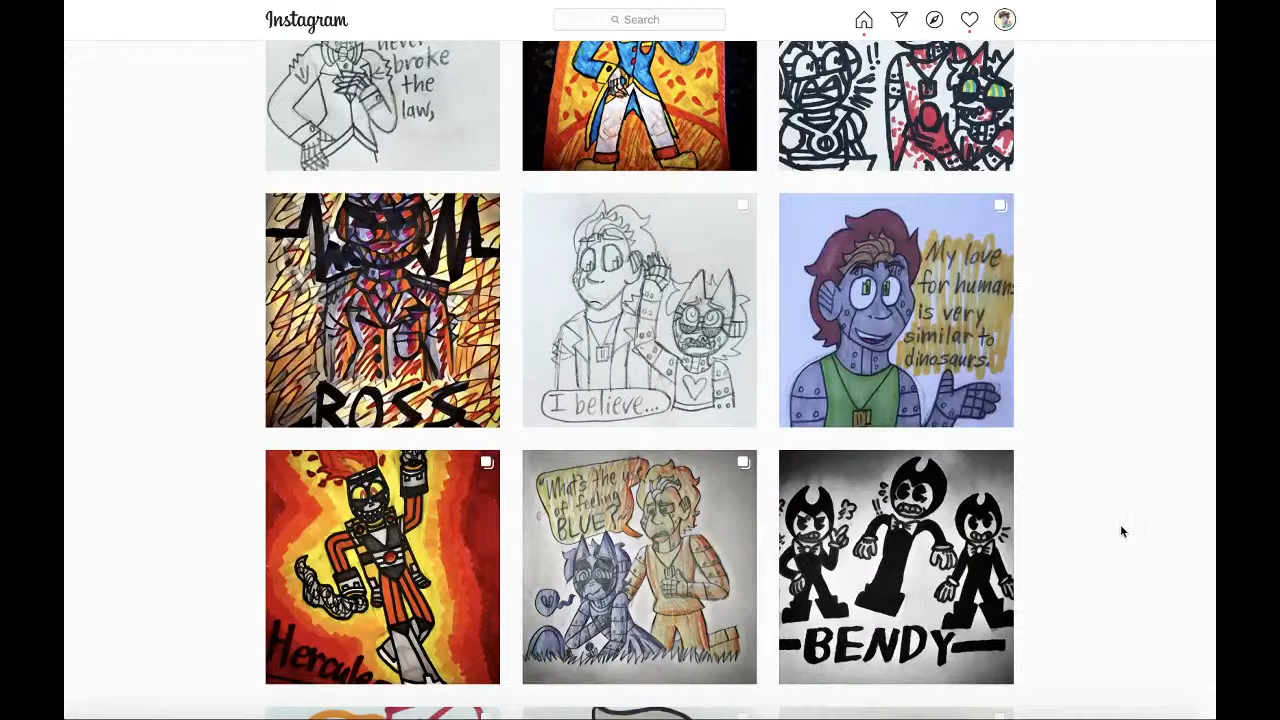 Instagram
Search
never
broke
the
law,
ROSS
I believe...
My love
for humans
is very
similar to
dinosaurs.
"What's the use
of feeling
BLUE?"
Hercules
-BENDY-